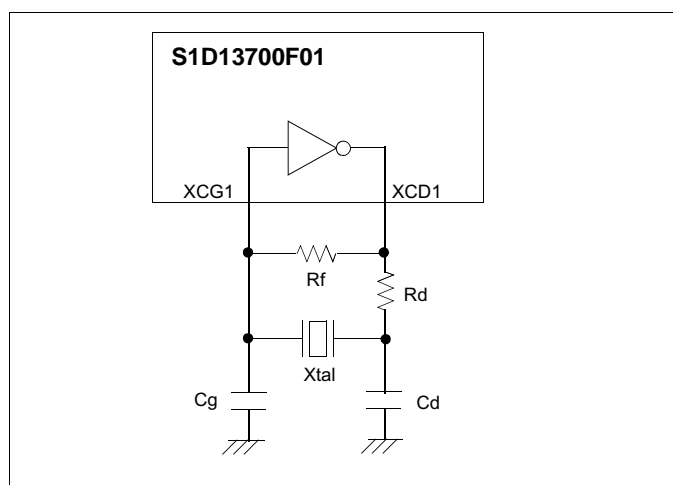 S1D13700F01
XCG1
XCD1
Rf
Rd
Xtal
Cg
Cd